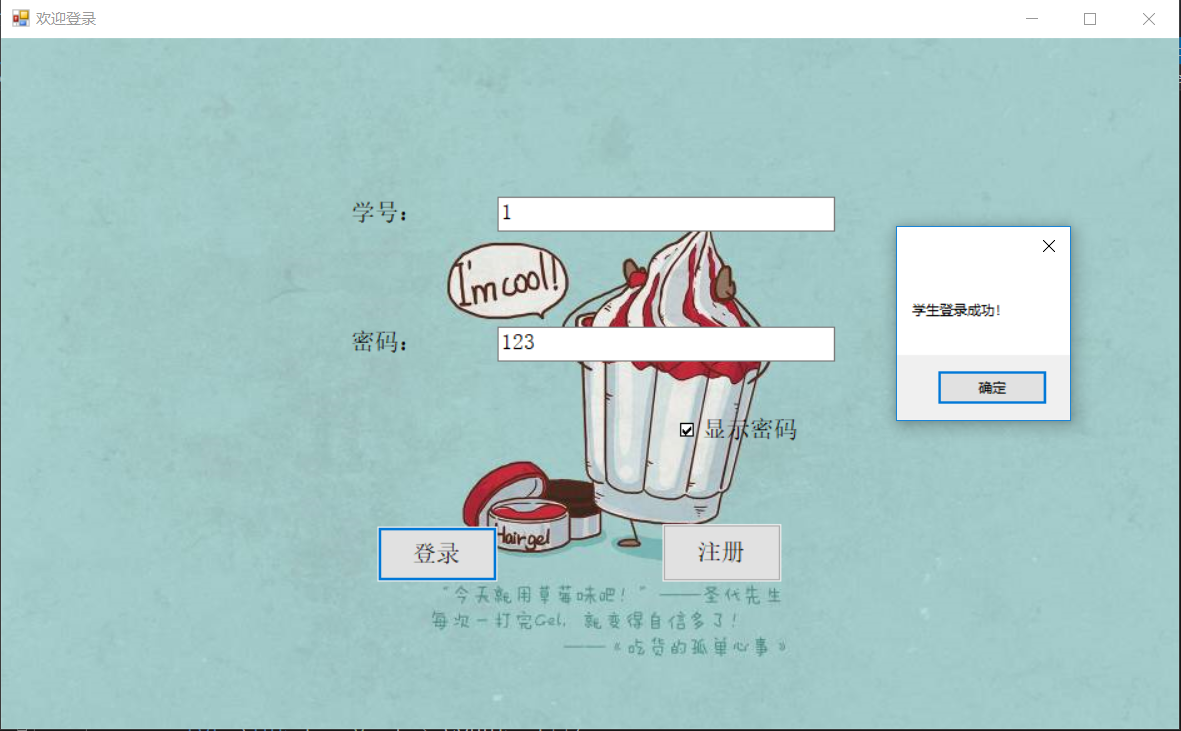 欢迎登录
学号：
1
I'm cool!
学生登录成功!
密码：
123
确定
显示密码
Hairgel
登录
注册
“今天就用草莓味吧！”——圣代先生
每次一打完Gel，就变得自信多了！
——《吃货的孤单心事》